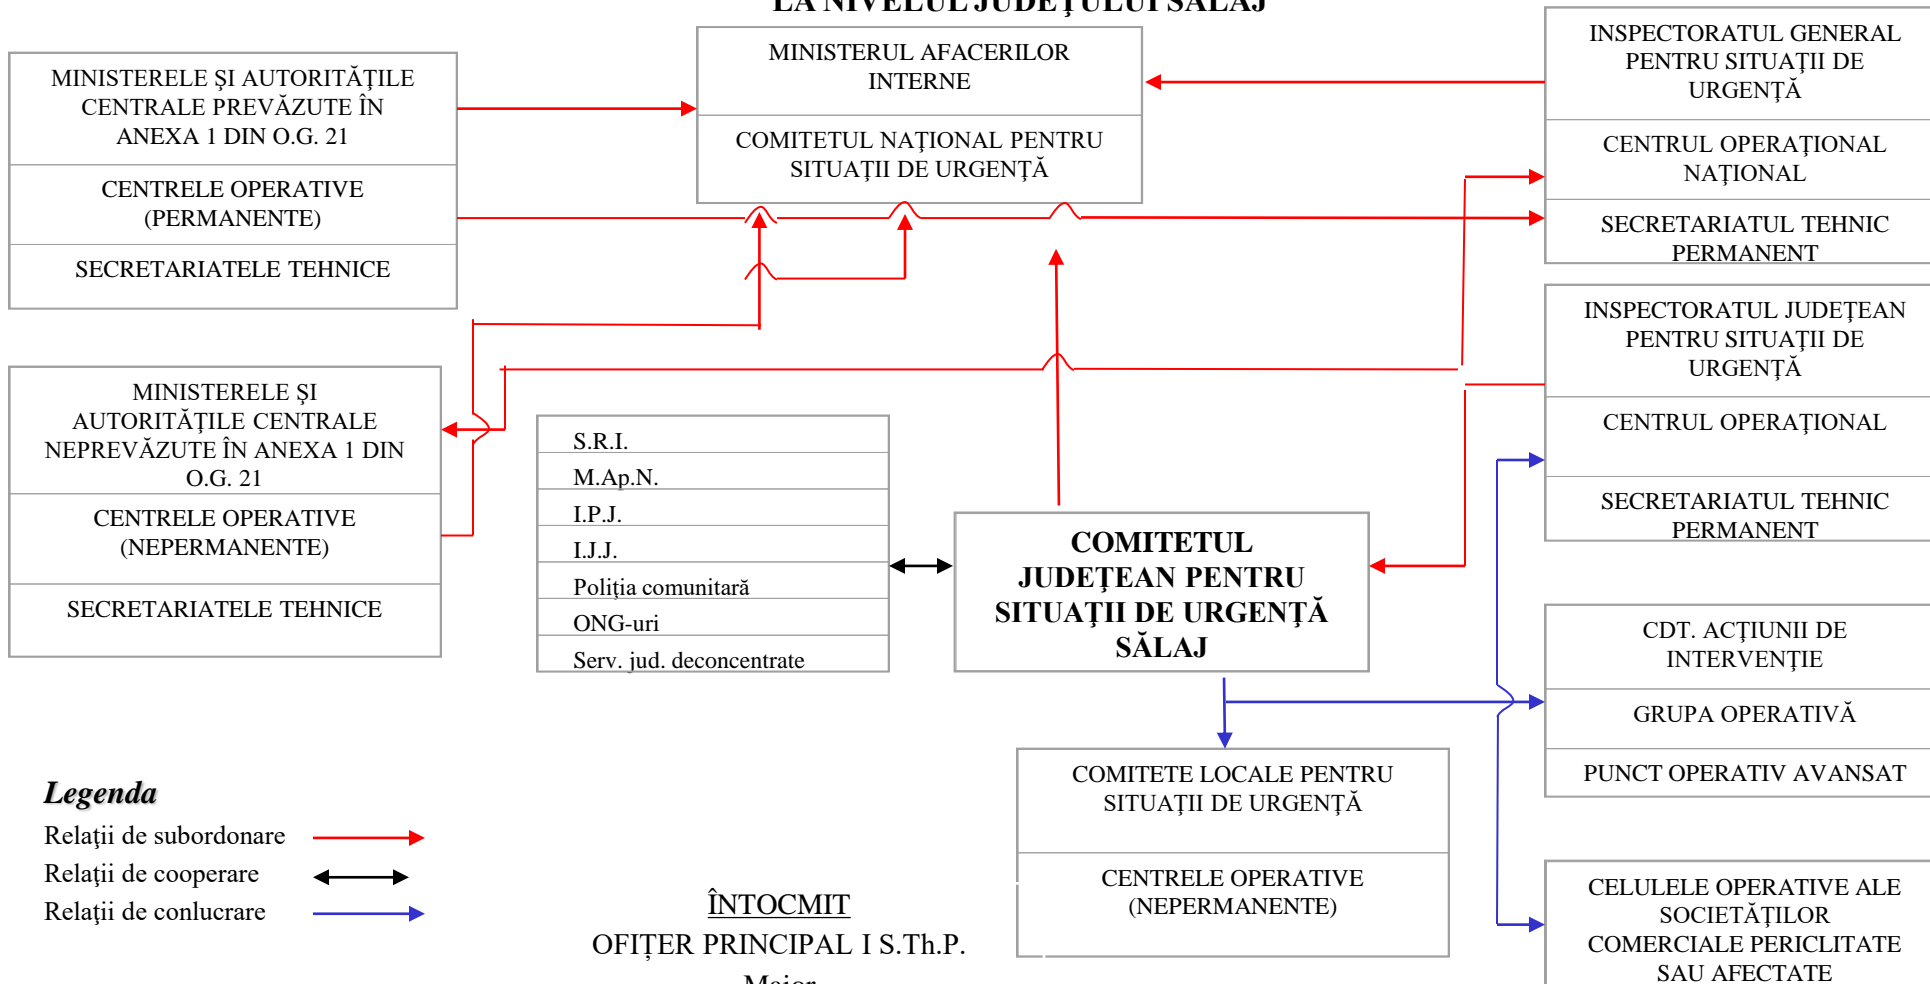 LA NIVELUL JUDEŢULUI SĂLAJ
MINISTERELE ŞI AUTORITĂŢILE
CENTRALE PREVĂZUTE ÎN
ANEXA 1 DIN O.G. 21
CENTRELE OPERATIVE
(PERMANENTE)
SECRETARIATELE TEHNICE
MINISTERUL AFACERILOR
INTERNE
COMITETUL NAŢIONAL PENTRU
SITUAŢII DE URGENŢĂ
INSPECTORATUL GENERAL
PENTRU SITUAŢII DE
URGENŢĂ
CENTRUL OPERAŢIONAL
NAŢIONAL
SECRETARIATUL TEHNIC
PERMANENT
INSPECTORATUL JUDEŢEAN
PENTRU SITUAŢII DE
URGENŢĂ
CENTRUL OPERAŢIONAL
SECRETARIATUL TEHNIC
PERMANENT
MINISTERELE ŞI
AUTORITĂŢILE CENTRALE
NEPREVĂZUTE ÎN ANEXA 1 DIN
O.G. 21
CENTRELE OPERATIVE
(NEPERMANENTE)
SECRETARIATELE TEHNICE
S.R.I.
M.Ap.N.
I.P.J.
I.J.J.
Poliţia comunitară
ONG-uri
Serv. jud. deconcentrate
COMITETUL
JUDEŢEAN PENTRU
SITUAŢII DE URGENŢĂ
SĂLAJ
CDT. ACŢIUNII DE
INTERVENŢIE
GRUPA OPERATIVĂ
PUNCT OPERATIV AVANSAT
COMITETE LOCALE PENTRU
SITUAŢII DE URGENŢĂ
CENTRELE OPERATIVE
(NEPERMANENTE)
CELULELE OPERATIVE ALE
SOCIETĂŢILOR
COMERCIALE PERICLITATE
SAU AFECTATE
Legenda
Relaţii de subordonare
Relaţii de cooperare
Relaţii de conlucrare
ÎNTOCMIT
OFIȚER PRINCIPAL I S.Th.P.
Maior